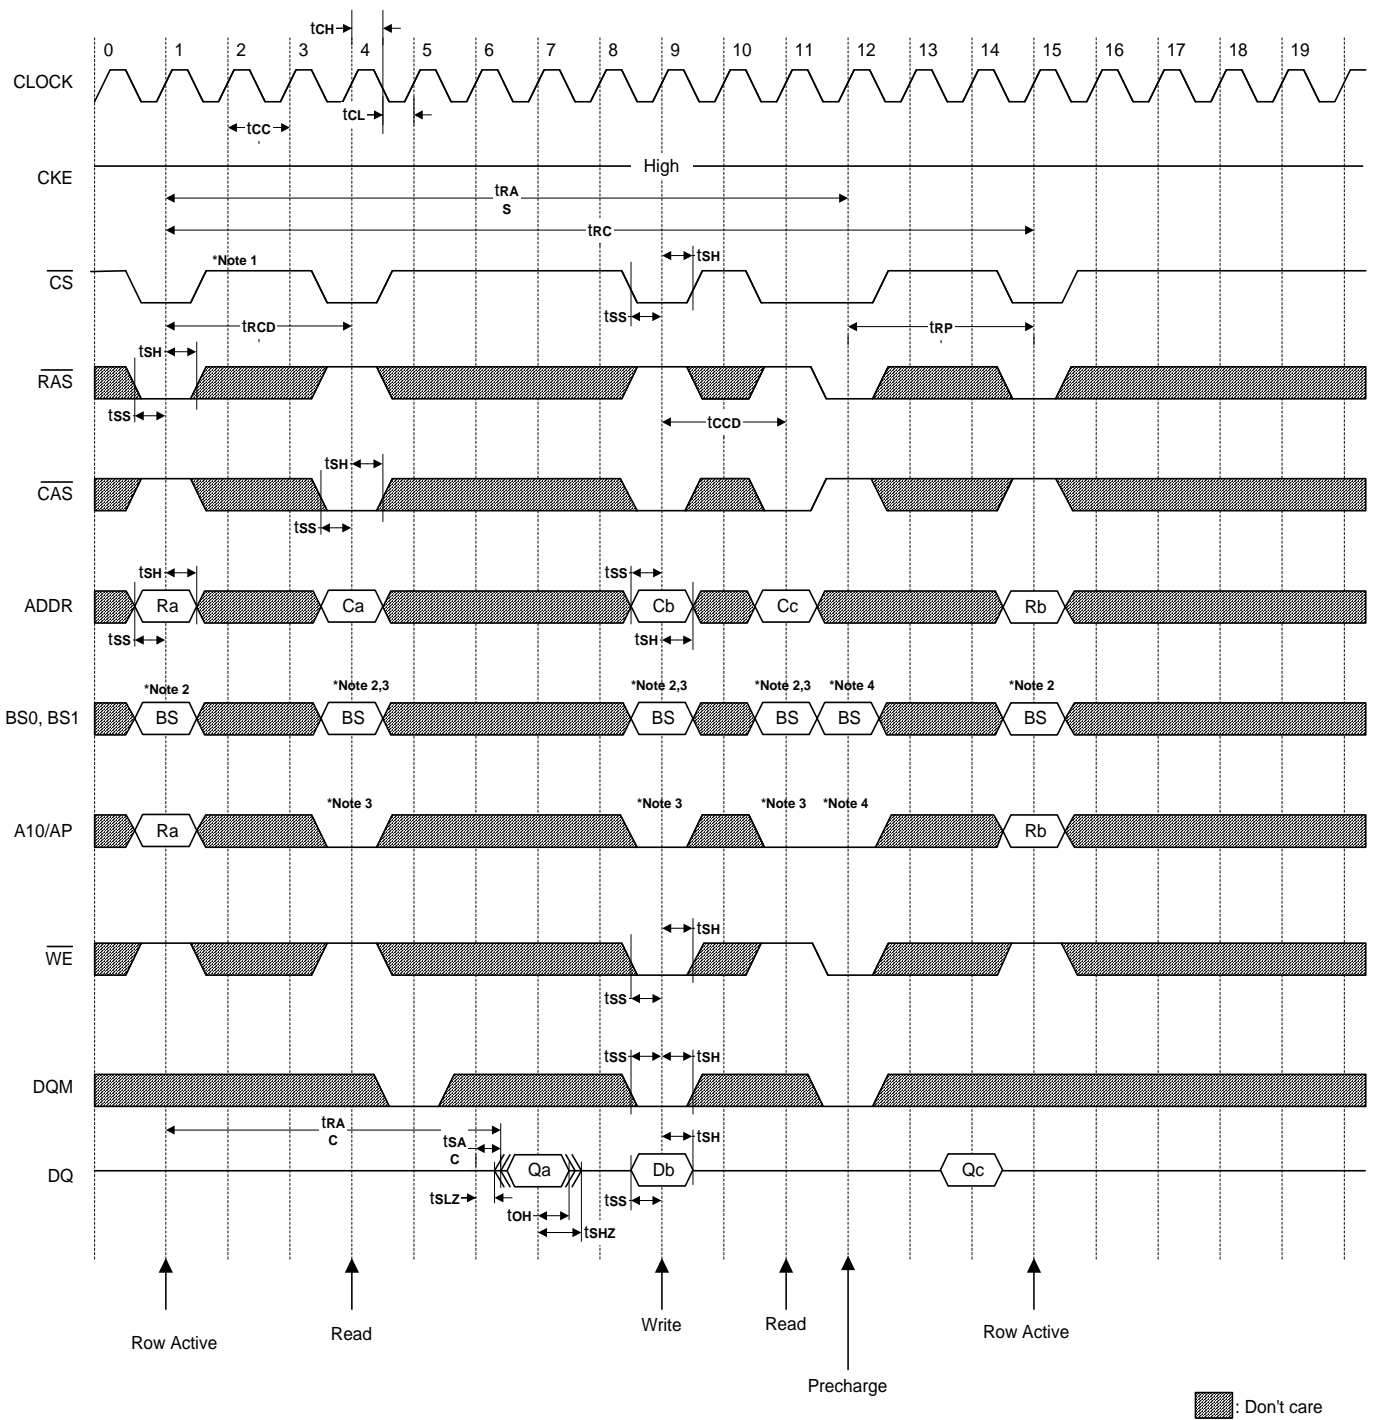 tCH
0 1 2 3 4 5 6 7 8 9 10 11 12 13 14 15 16 17 18 19
CLOCK
tCL
tCC
High
CKE
tRA
S
tRC
*Note 1
tSH
CS
tSS
tRCD
tRP
tSH
RAS
tSS
tCCD
tSH
CAS
tSS
tSH
tSS
ADDR
Ra Ca Cb Cc Rb
tSS
tSH
*Note 2 *Note 2,3 *Note 2,3 *Note 2,3 *Note 4 *Note 2
BS0, BS1
BS BS BS BS BS BS
*Note 3 *Note 3 *Note 3 *Note 4
A10/AP
Ra Rb
tSH
WE
tSS
tSS tSH
DQM
tRA
C
tSA
C
tSH
DQ
Qa Db Qc
tSLZ
tOH
tSS
tSHZ
Row Active
Read
Write
Read
Row Active
Precharge
: Don't care